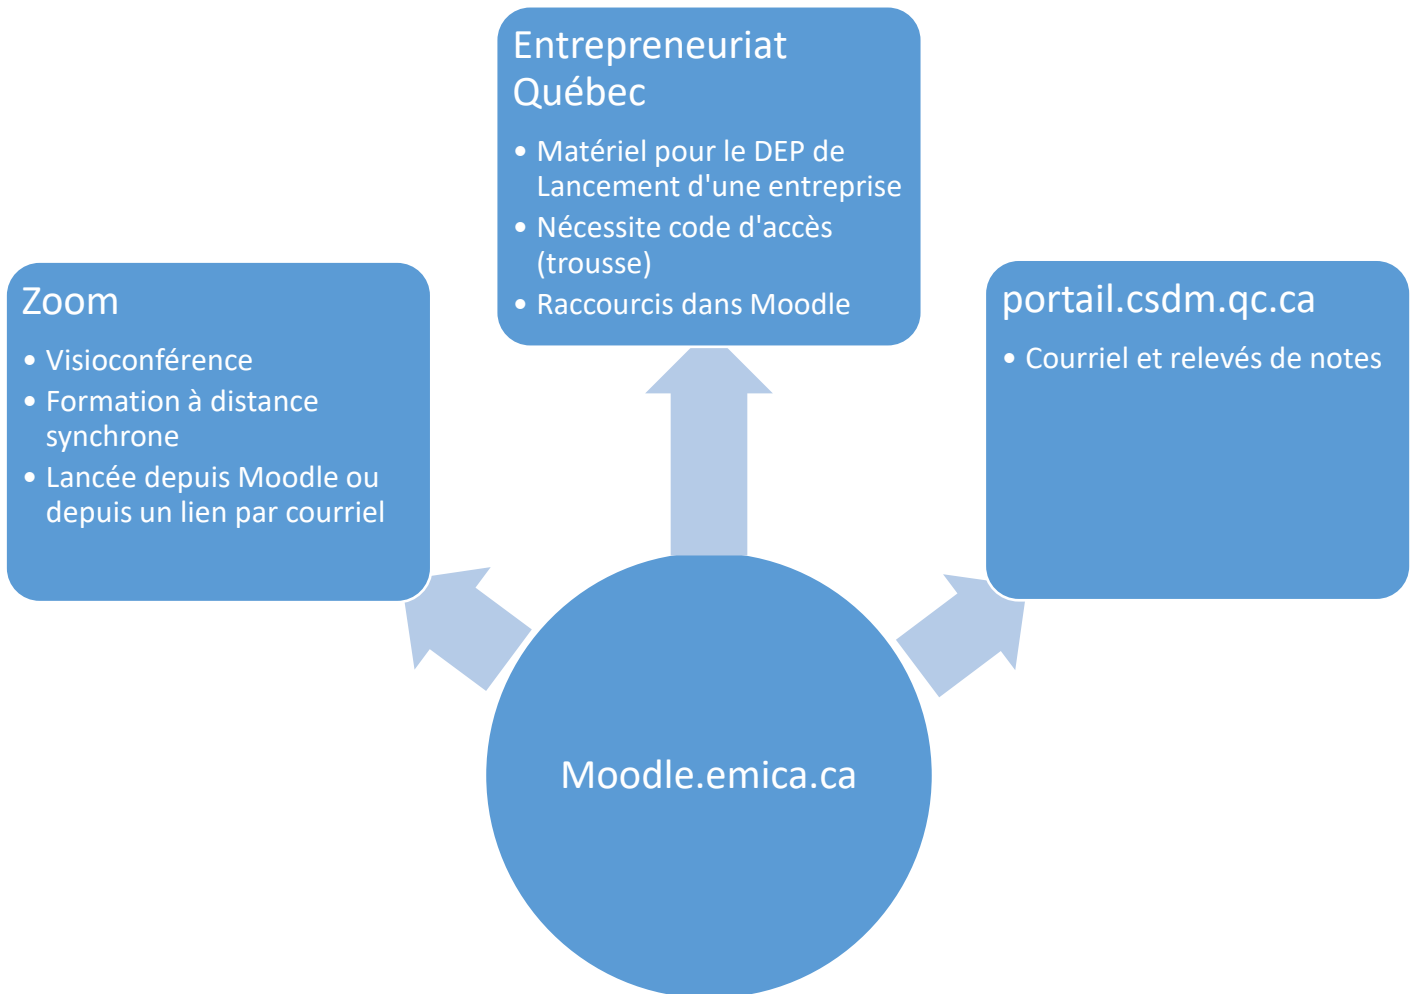 Entrepreneuriat
Québec
• Matériel pour le DEP de
Lancement d'une entreprise
• Nécessite code d'accès
(trousse)
• Raccourcis dans Moodle
Zoom
• Visioconférence
• Formation à distance
synchrone
• Lancée depuis Moodle ou
depuis un lien par courriel
portail.csdm.qc.ca
• Courriel et relevés de notes
Moodle.emica.ca